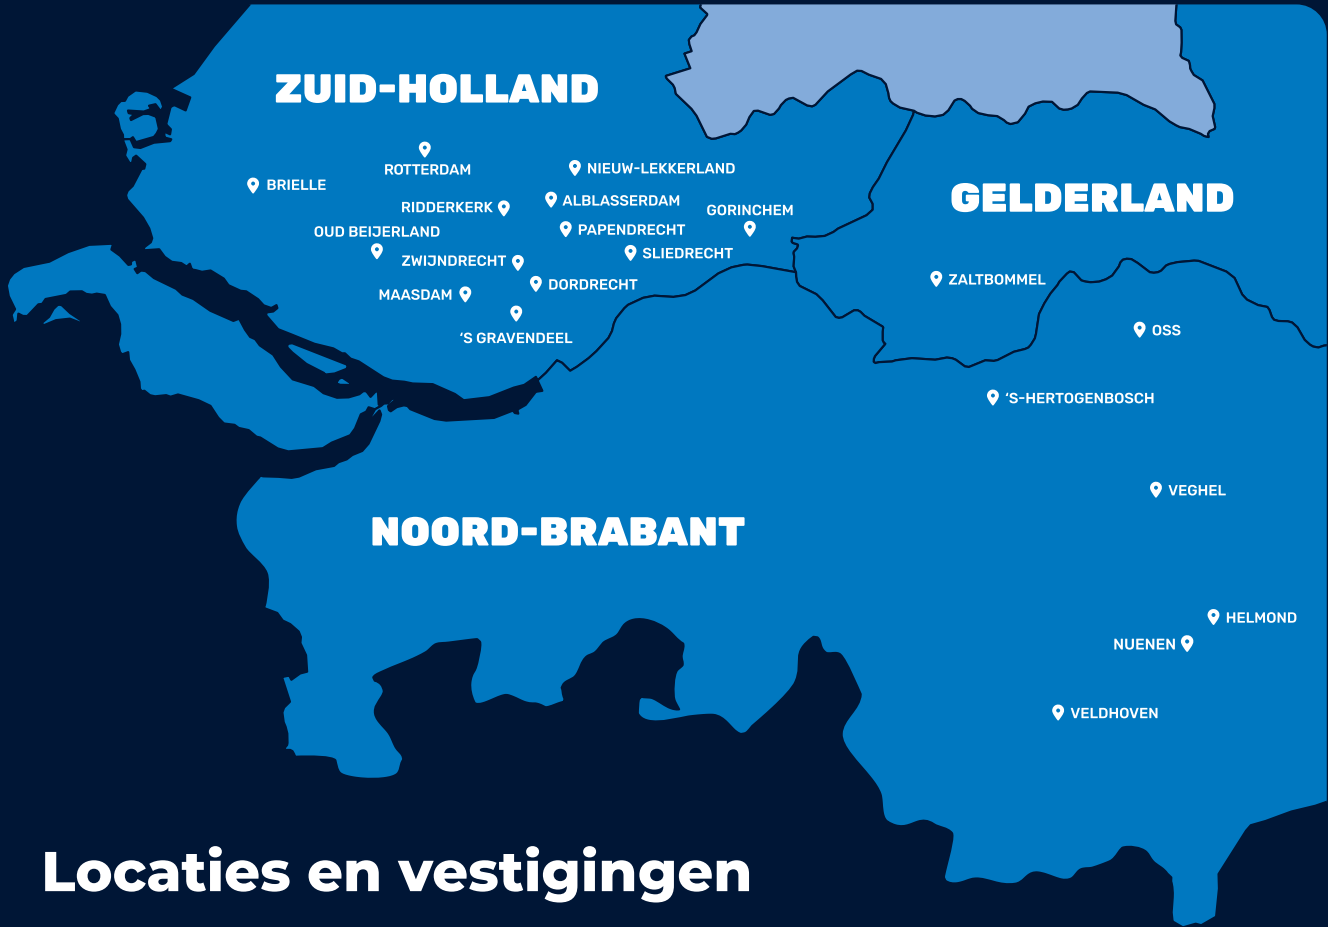 ZUID-HOLLAND
ROTTERDAM
NIEUW-LEKKERLAND
BRIELLE
ALBLASSERDAM
RIDDERKERK
GORINCHEM
GELDERLAND
OUD BEIJERLAND
PAPENDRECHT
SLIEDRECHT
ZWIJNDRECHT
ZALTBOMMEL
DORDRECHT
MAASDAM
OSS
‘S GRAVENDEEL
‘S-HERTOGENBOSCH
VEGHEL
NOORD-BRABANT
HELMOND
NUENEN
VELDHOVEN
Locaties en vestigingen